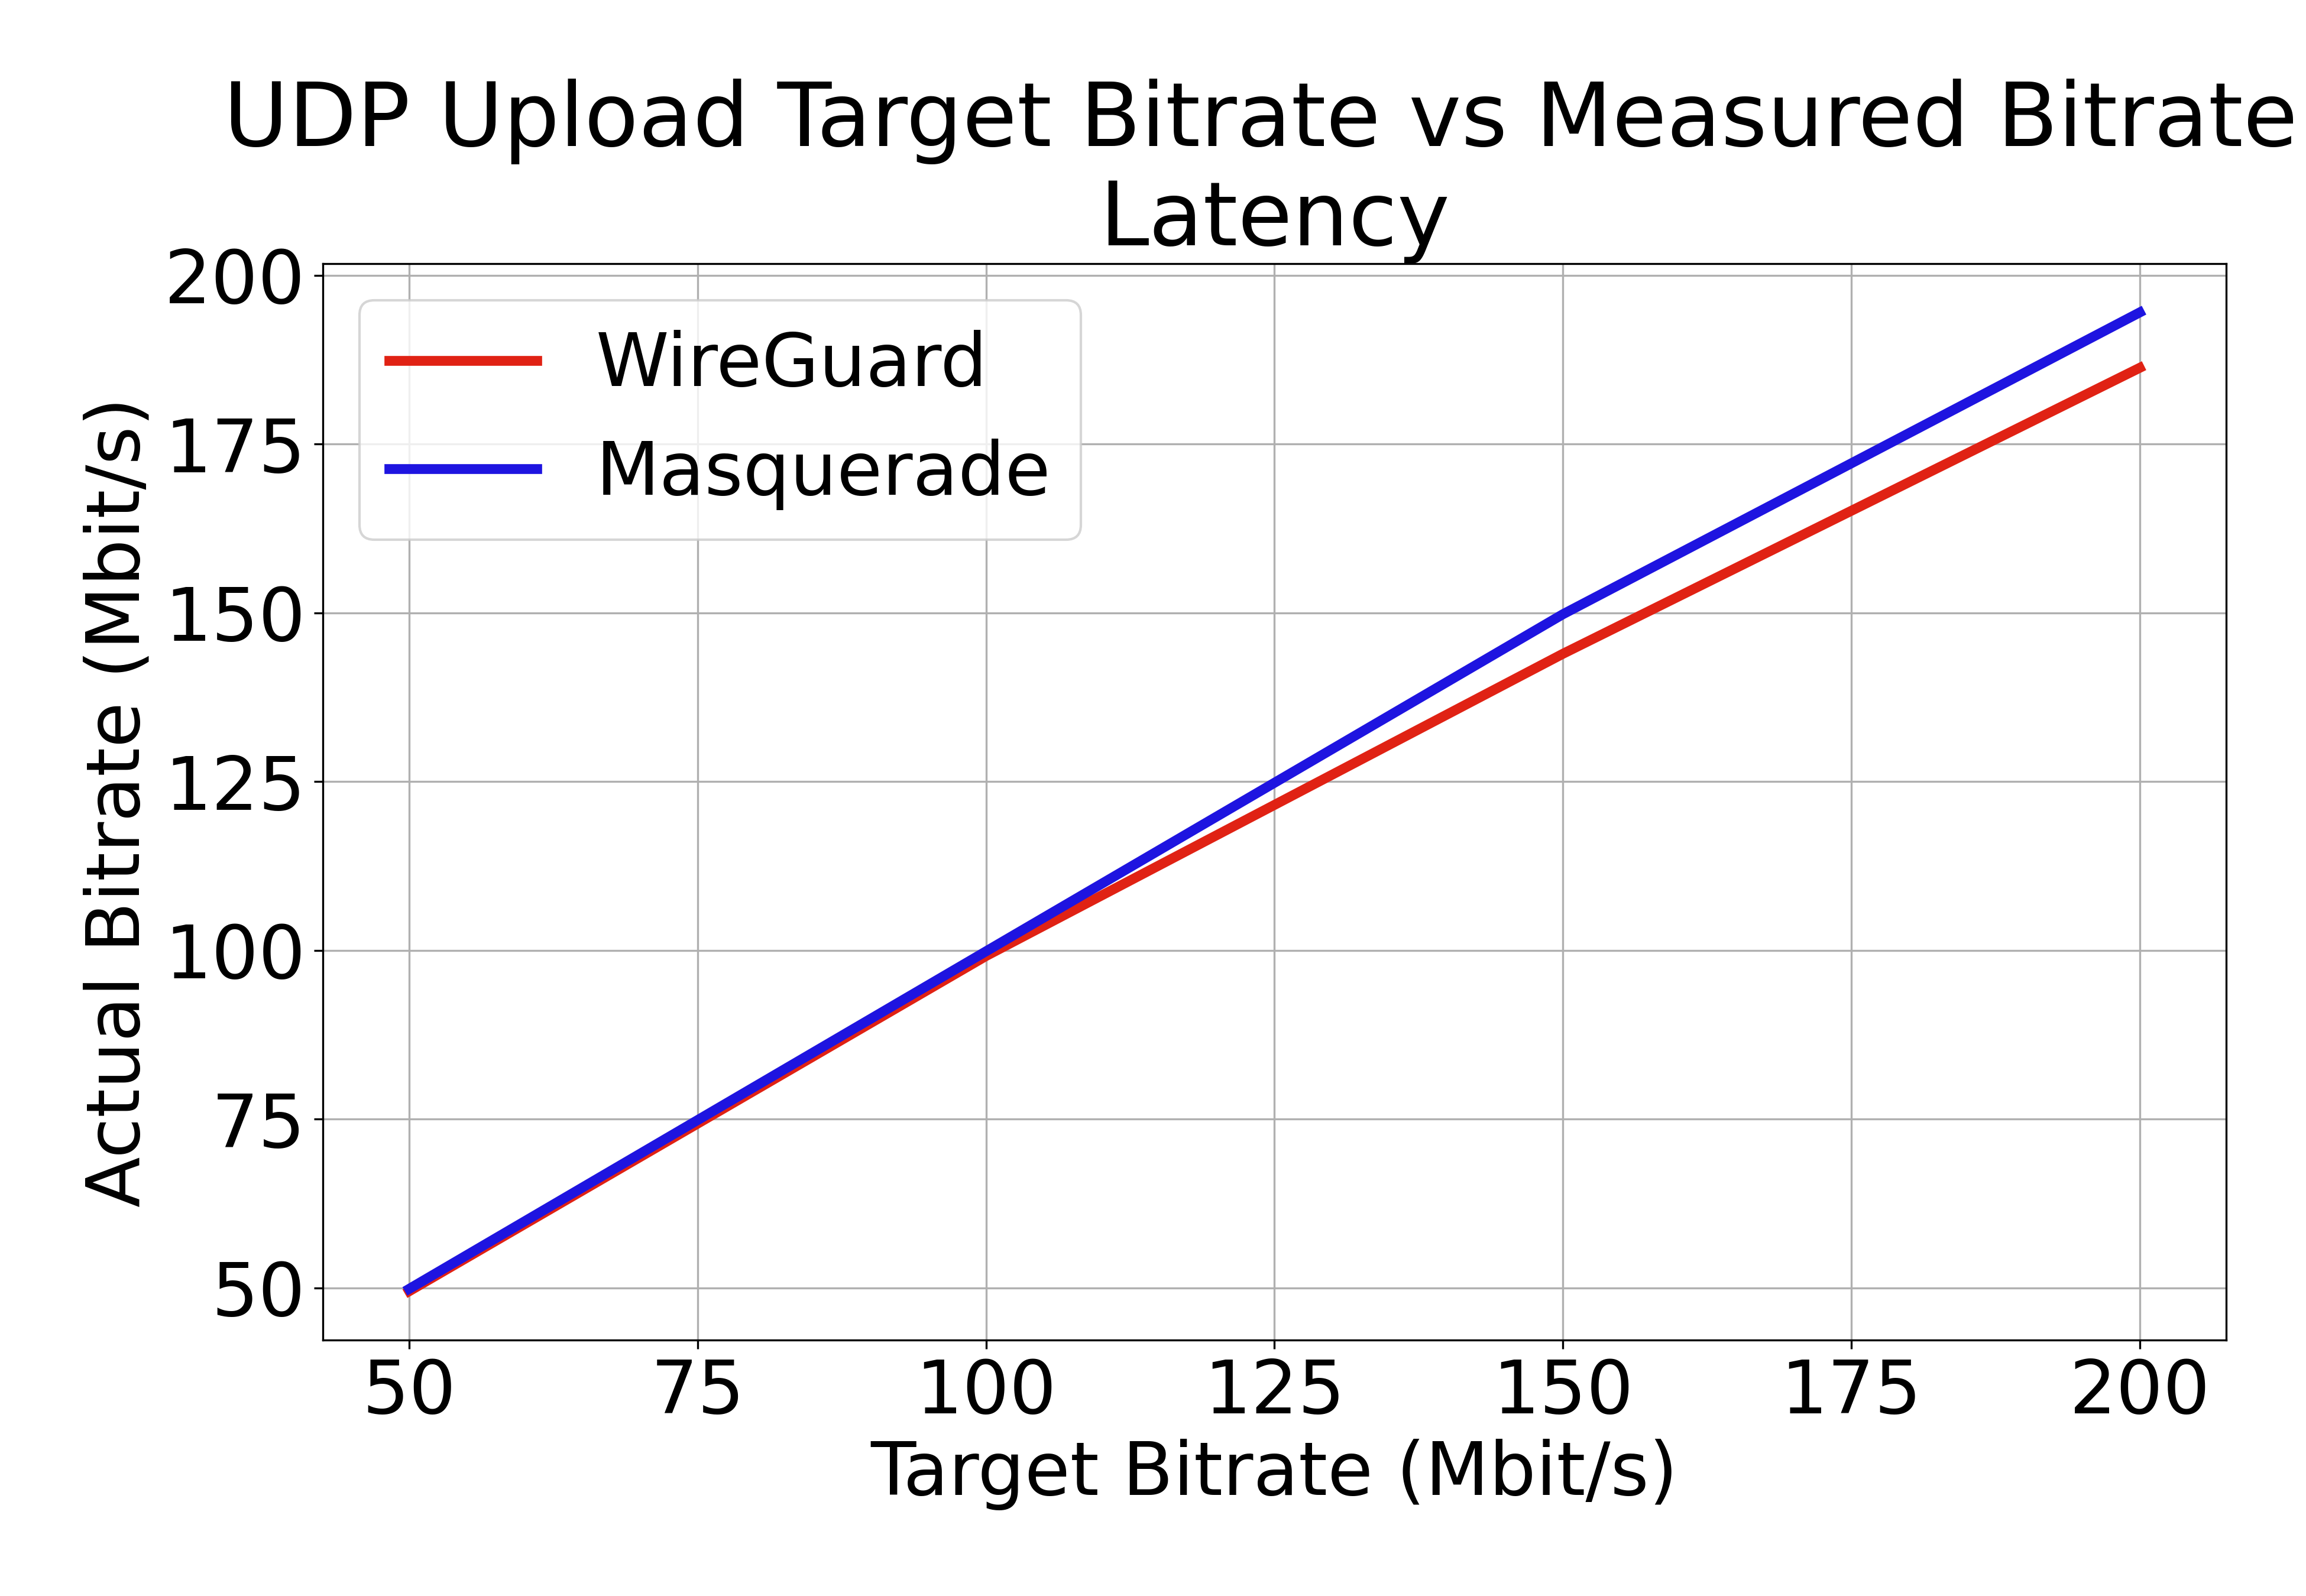 UDP Upload Target Bitrate vs Measured Bitrate
Latency
200
175
150
125
100
75
50
Actual Bitrate (Mbit/s)
WireGuard
Masquerade
50 75 100 125 150 175 200
Target Bitrate (Mbit/s)